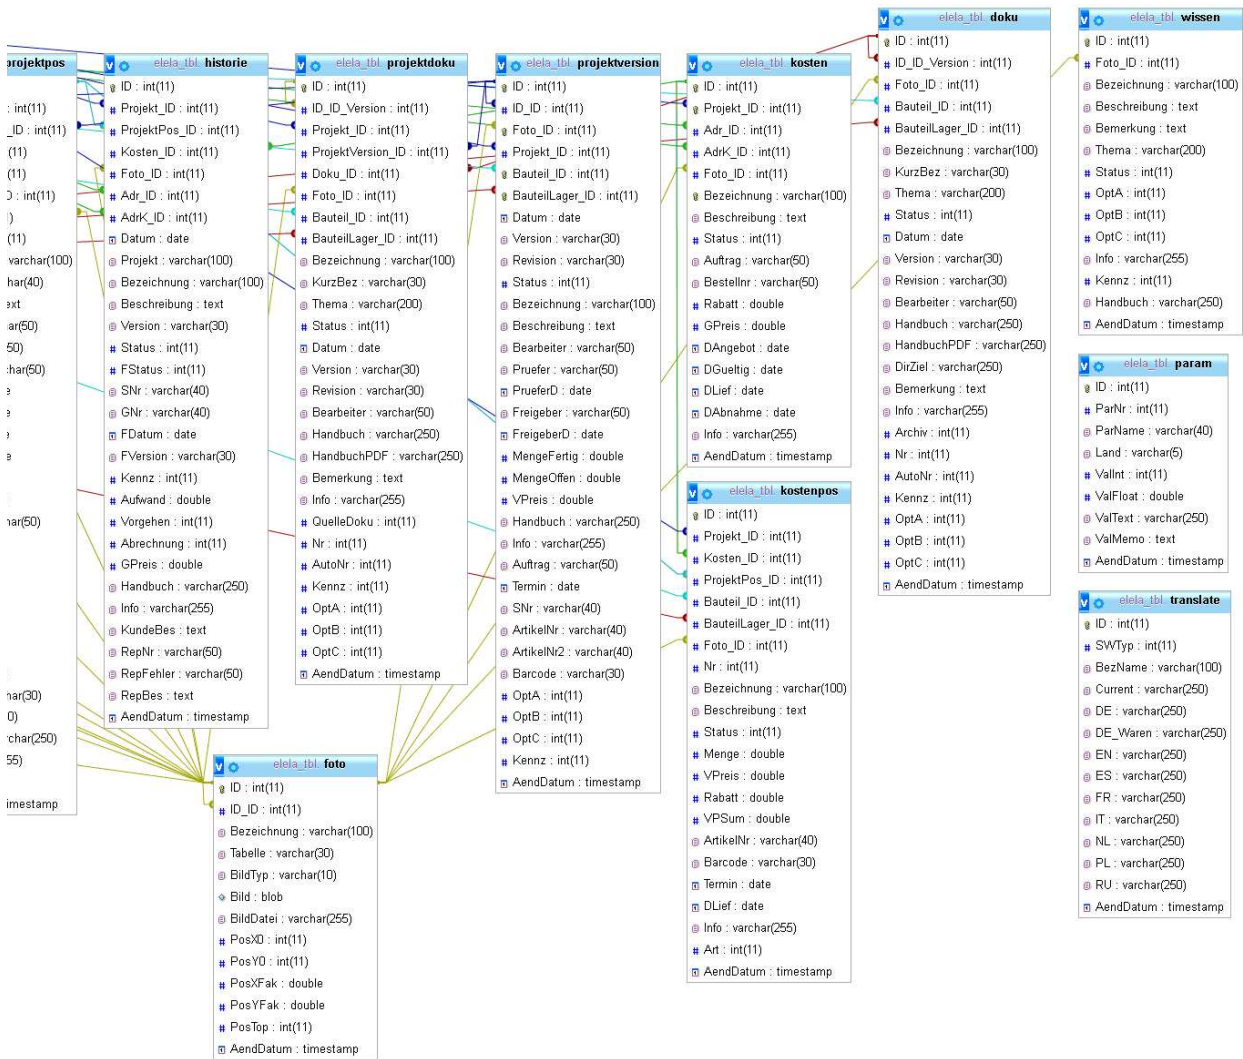 projektpos
: int(11)
_ID : int(11)
(11)
(11)
D : int(11)
)
(11)
varchar(100)
har(40)
ext
ar(50)
50)
har(50)
e
e
har(50)
har(30)
0)
rchar(250)
55)
imestamp
elela_tbl. historie
ID : int(11)
Projekt_ID : int(11)
ProjektPos_ID : int(11)
Kosten_ID : int(11)
Foto_ID : int(11)
Adr_ID : int(11)
AdrK_ID : int(11)
Datum : date
Projekt : varchar(100)
Bezeichnung : varchar(100)
Beschreibung : text
Version : varchar(30)
Status : int(11)
FStatus : int(11)
SNr : varchar(40)
GNr : varchar(40)
FDatum : date
FVersion : varchar(30)
Kennz : int(11)
Aufwand : double
Vorgehen : int(11)
Abrechnung : int(11)
GPreis : double
Handbuch : varchar(250)
Info : varchar(255)
KundeBes : text
RepNr : varchar(50)
RepFehler : varchar(50)
RepBes : text
AendDatum : timestamp
elela_tbl. projektdoku
ID : int(11)
ID_ID_Version : int(11)
Projekt_ID : int(11)
ProjektVersion_ID : int(11)
Doku_ID : int(11)
Foto_ID : int(11)
Bauteil_ID : int(11)
BauteilLager_ID : int(11)
Bezeichnung : varchar(100)
KurzBez : varchar(30)
Thema : varchar(200)
Status : int(11)
Datum : date
Version : varchar(30)
Revision : varchar(30)
Bearbeiter : varchar(50)
Handbuch : varchar(250)
HandbuchPDF : varchar(250)
Bemerkung : text
Info : varchar(255)
QuelleDoku : int(11)
Nr : int(11)
AutoNr : int(11)
Kennz : int(11)
OptA : int(11)
OptB : int(11)
OptC : int(11)
AendDatum : timestamp
elela_tbl. projektversion
ID : int(11)
ID_ID : int(11)
Foto_ID : int(11)
Projekt_ID : int(11)
Bauteil_ID : int(11)
BauteilLager_ID : int(11)
Datum : date
Version : varchar(30)
Revision : varchar(30)
Status : int(11)
Bezeichnung : varchar(100)
Beschreibung : text
Bearbeiter : varchar(50)
Pruefer : varchar(50)
PrueferD : date
Freigeber : varchar(50)
FreigeberD : date
MengeFertig : double
MengeOffen : double
VPreis : double
Handbuch : varchar(250)
Info : varchar(255)
Auftrag : varchar(50)
Termin : date
SNr : varchar(40)
ArtikelNr : varchar(40)
ArtikelNr2 : varchar(40)
Barcode : varchar(30)
OptA : int(11)
OptB : int(11)
OptC : int(11)
Kennz : int(11)
AendDatum : timestamp
elela_tbl. kosten
ID : int(11)
Projekt_ID : int(11)
Adr_ID : int(11)
AdrK_ID : int(11)
Foto_ID : int(11)
Bezeichnung : varchar(100)
Beschreibung : text
Status : int(11)
Auftrag : varchar(50)
Bestellnr : varchar(50)
Rabatt : double
GPreis : double
DAngebot : date
DGueltig : date
DLief : date
DAbnahme : date
Info : varchar(255)
AendDatum : timestamp
elela_tbl. kostenpos
ID : int(11)
Projekt_ID : int(11)
Kosten_ID : int(11)
ProjektPos_ID : int(11)
Bauteil_ID : int(11)
BauteilLager_ID : int(11)
Foto_ID : int(11)
Nr : int(11)
Bezeichnung : varchar(100)
Beschreibung : text
Status : int(11)
Menge : double
VPreis : double
Rabatt : double
VPSum : double
ArtikelNr : varchar(40)
Barcode : varchar(30)
Termin : date
DLief : date
Info : varchar(255)
Art : int(11)
AendDatum : timestamp
elela_tbl. doku
ID : int(11)
ID_ID_Version : int(11)
Foto_ID : int(11)
Bauteil_ID : int(11)
BauteilLager_ID : int(11)
Bezeichnung : varchar(100)
KurzBez : varchar(30)
Thema : varchar(200)
Status : int(11)
Datum : date
Version : varchar(30)
Revision : varchar(30)
Bearbeiter : varchar(50)
Handbuch : varchar(250)
HandbuchPDF : varchar(250)
DirZiel : varchar(250)
Bemerkung : text
Info : varchar(255)
Archiv : int(11)
Nr : int(11)
AutoNr : int(11)
Kennz : int(11)
OptA : int(11)
OptB : int(11)
OptC : int(11)
AendDatum : timestamp
elela_tbl. wissen
ID : int(11)
Foto_ID : int(11)
Bezeichnung : varchar(100)
Beschreibung : text
Bemerkung : text
Thema : varchar(200)
Status : int(11)
OptA : int(11)
OptB : int(11)
OptC : int(11)
Info : varchar(255)
Kennz : int(11)
Handbuch : varchar(250)
AendDatum : timestamp
elela_tbl. param
ID : int(11)
ParNr : int(11)
ParName : varchar(40)
Land : varchar(5)
ValInt : int(11)
ValFloat : double
ValText : varchar(250)
ValMemo : text
AendDatum : timestamp
elela_tbl. translate
ID : int(11)
SWTyp : int(11)
BezName : varchar(100)
Current : varchar(250)
DE : varchar(250)
DE_Waren : varchar(250)
EN : varchar(250)
ES : varchar(250)
FR : varchar(250)
IT : varchar(250)
NL : varchar(250)
PL : varchar(250)
RU : varchar(250)
AendDatum : timestamp
elela_tbl. foto
ID : int(11)
ID_ID : int(11)
Bezeichnung : varchar(100)
Tabelle : varchar(30)
BildTyp : varchar(10)
Bild : blob
BildDatei : varchar(255)
PosX0 : int(11)
PosY0 : int(11)
PosXFak : double
PosYFak : double
PosTop : int(11)
AendDatum : timestamp